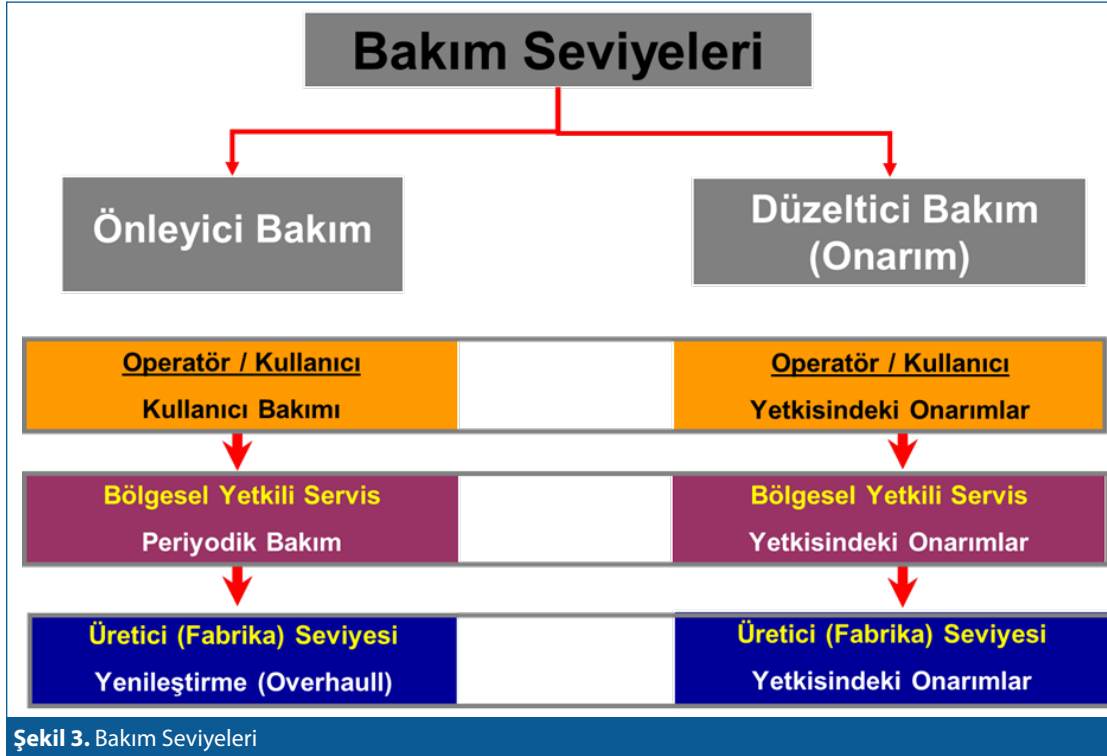 Bakım Seviyeleri
Önleyici Bakım
Düzeltici Bakım
(Onarım)
Operatör / Kullanıcı
Kullanıcı Bakımı
Operatör / Kullanıcı
Yetkisindeki Onarımlar
Bölgesel Yetkili Servis
Periyodik Bakım
Bölgesel Yetkili Servis
Yetkisindeki Onarımlar
Üretici (Fabrika) Seviyesi
Yenileştirme (Overhaull)
Üretici (Fabrika) Seviyesi
Yetkisindeki Onarımlar
Şekil 3. Bakım Seviyeleri